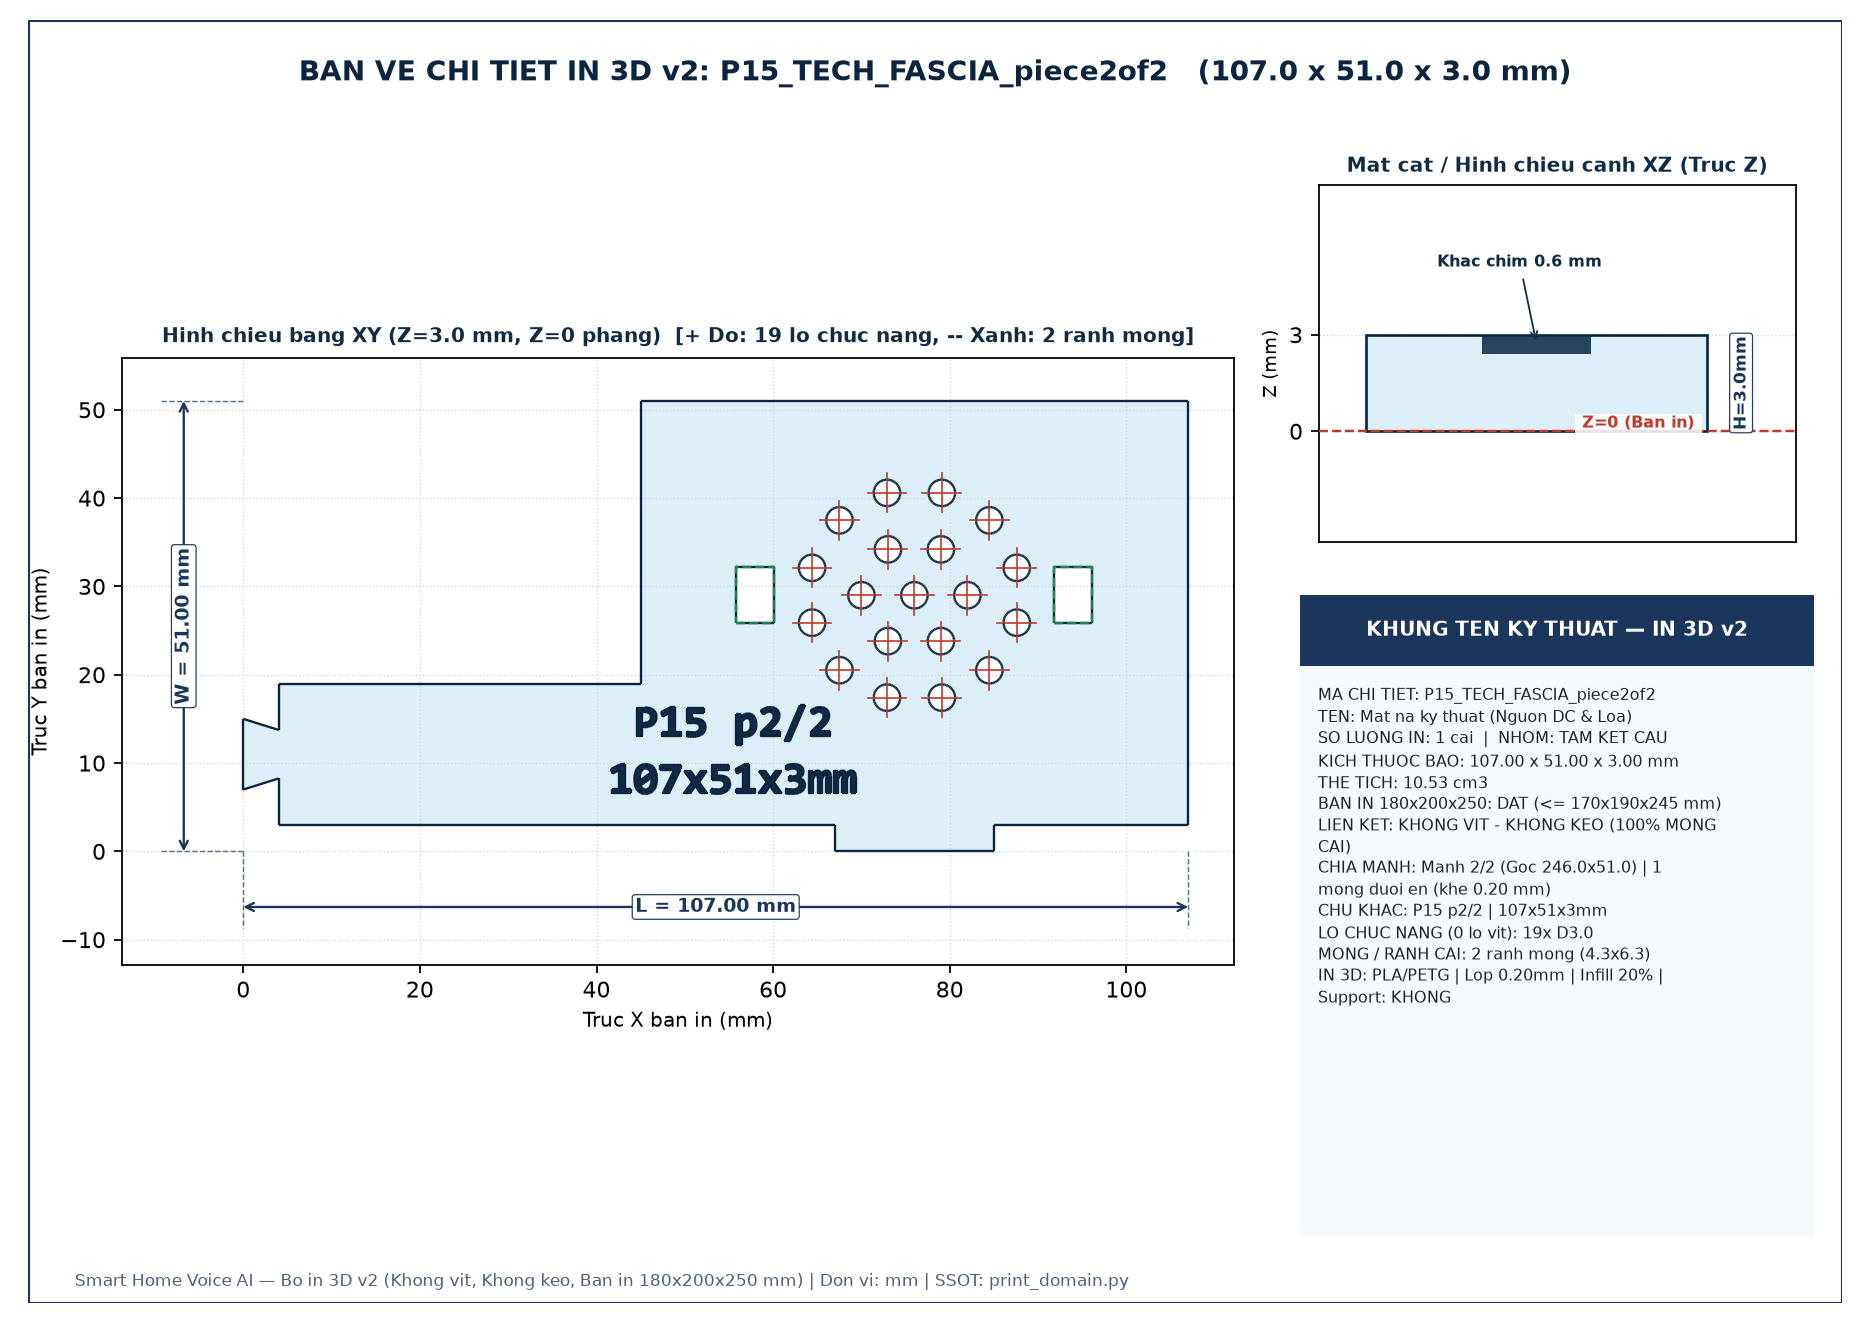 BAN VE CHI TIET IN 3D v2: P15_TECH_FASCIA_piece2of2 (107.0 x 51.0 x 3.0 mm)
Mat cat / Hinh chieu canh XZ (Truc Z)
Khac chim 0.6 mm
Z (mm)
3
0
H=3.0mm
Z=0 (Ban in)
Hinh chieu bang XY (Z=3.0 mm, Z=0 phang) [+ Do: 19 lo chuc nang, -- Xanh: 2 ranh mong]
Truc Y ban in (mm)
50
40
30
20
10
0
−10
W = 51.00 mm
P15 p2/2
107x51x3mm
L = 107.00 mm
0
20
40
60
80
100
Truc X ban in (mm)
KHUNG TEN KY THUAT — IN 3D v2
MA CHI TIET: P15_TECH_FASCIA_piece2of2
TEN: Mat na ky thuat (Nguon DC & Loa)
SO LUONG IN: 1 cai | NHOM: TAM KET CAU
KICH THUOC BAO: 107.00 x 51.00 x 3.00 mm
THE TICH: 10.53 cm3
BAN IN 180x200x250: DAT (<= 170x190x245 mm)
LIEN KET: KHONG VIT - KHONG KEO (100% MONG
CAI)
CHIA MANH: Manh 2/2 (Goc 246.0x51.0) | 1
mong duoi en (khe 0.20 mm)
CHU KHAC: P15 p2/2 | 107x51x3mm
LO CHUC NANG (0 lo vit): 19x D3.0
MONG / RANH CAI: 2 ranh mong (4.3x6.3)
IN 3D: PLA/PETG | Lop 0.20mm | Infill 20% |
Support: KHONG
Smart Home Voice AI — Bo in 3D v2 (Khong vit, Khong keo, Ban in 180x200x250 mm) | Don vi: mm | SSOT: print_domain.py